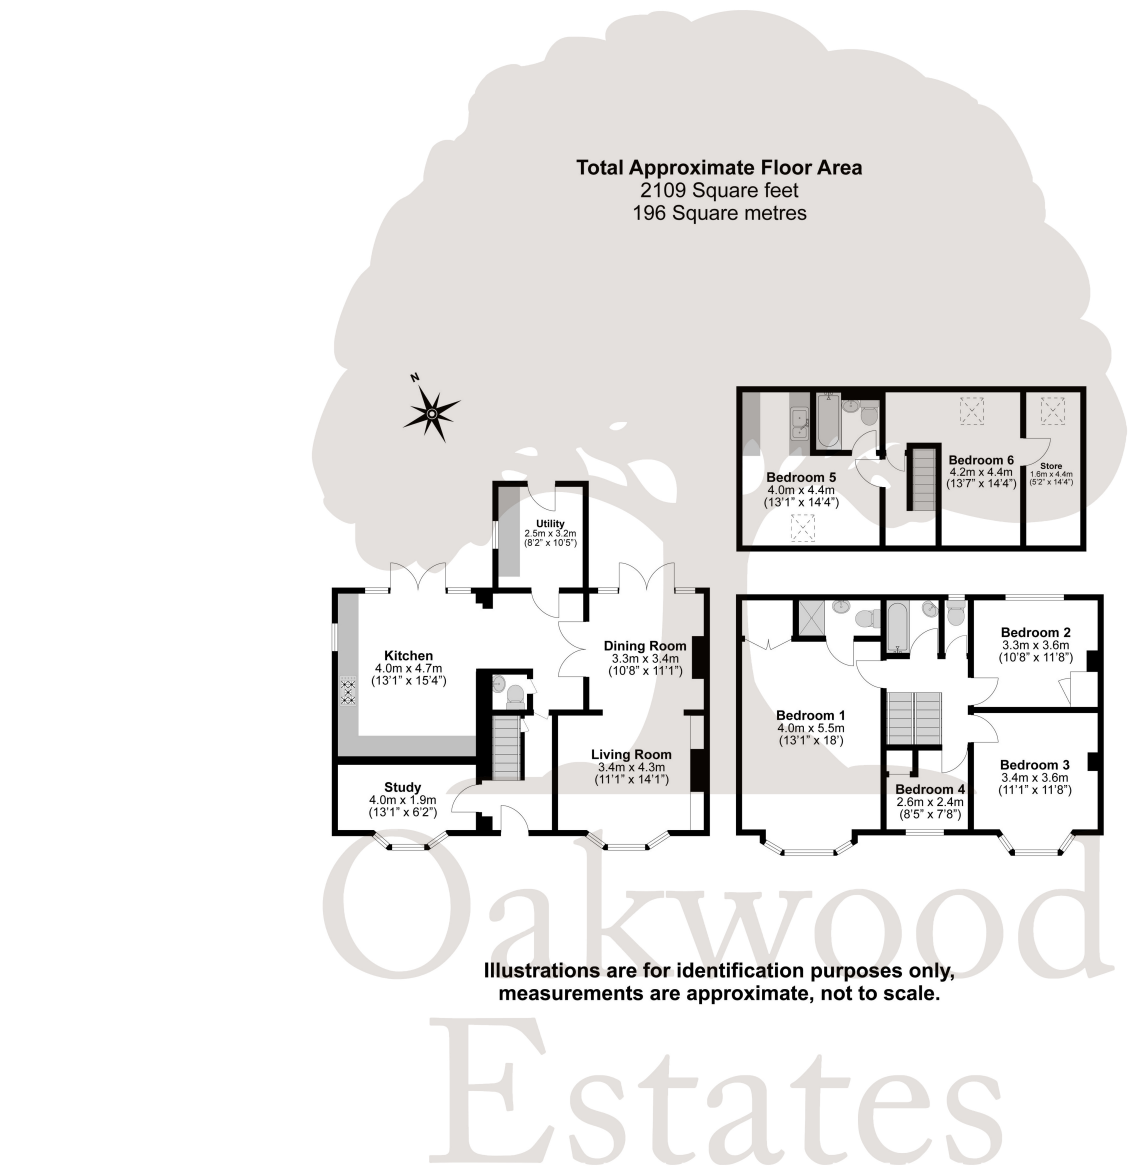 Total Approximate Floor Area
2109 Square feet
196 Square metres
N
Bedroom 5
4.0m x 4.4m
(13'1" x 14'4")
Bedroom 6
4.2m x 4.4m
(13'7" x 14'4")
Store
1.6m x 4.4m
(5'2" x 14'4")
Utility
2.5m x 3.2m
(8'2" x 10'5")
Kitchen
4.0m x 4.7m
(13'1" x 15'4")
Dining Room
3.3m x 3.4m
(10'8" x 11'1")
Living Room
3.4m x 4.3m
(11'1" x 14'1")
Study
4.0m x 1.9m
(13'1" x 6'2")
Bedroom 1
4.0m x 5.5m
(13'1" x 18')
Bedroom 2
3.3m x 3.6m
(10'8" x 11'8")
Bedroom 3
3.4m x 3.6m
(11'1" x 11'8")
Bedroom 4
2.6m x 2.4m
(8'5" x 7'8")
Oakwood
Illustrations are for identification purposes only,
measurements are approximate, not to scale.
Estates